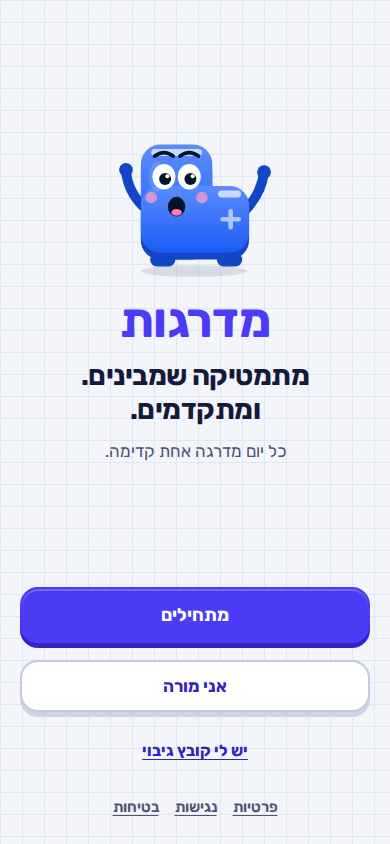 מדרגות
מתמטיקה שמבינים.
ומתקדמים.
כל יום מדרגה אחת קדימה.
מתחילים
אני מורה
יש לי קובץ גיבוי
פרטיות נגישות בטיחות